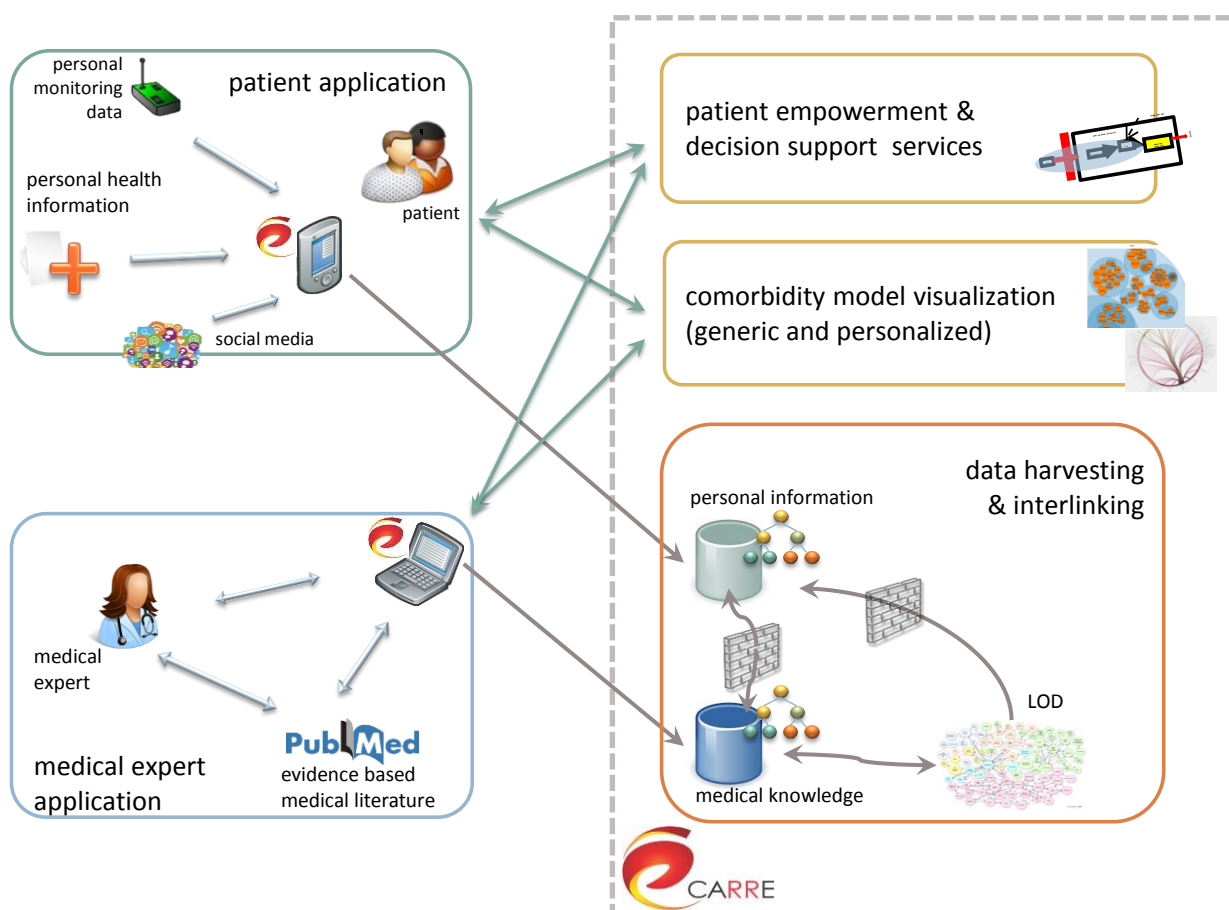 personal
monitoring
data
patient application
personal health
information
patient
social media
medical
expert
PubMed
evidence based
medical literature
medical expert
application
patient empowerment &
decision support services
comorbidity model visualization
(generic and personalized)
data harvesting
& interlinking
personal information
LOD
medical knowledge
CARRE